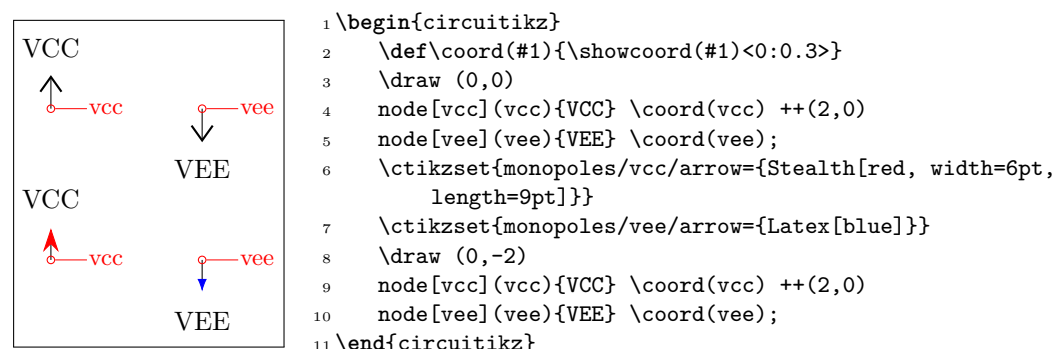 VCC
vcc
vee
VEE
VCC
vcc
vee
VEE
1 \begin{circuitikz}
2 \def\coord(#1){\showcoord(#1)<0:0.3>}
3 \draw (0,0)
4 node[vcc](vcc){VCC} \coord(vcc) ++(2,0)
5 node[vee](vee){VEE} \coord(vee);
6 \ctikzset{monopoles/vcc/arrow={Stealth[red, width=6pt,
length=9pt]}}
7 \ctikzset{monopoles/vee/arrow={Latex[blue]}}
8 \draw (0,-2)
9 node[vcc](vcc){VCC} \coord(vcc) ++(2,0)
10 node[vee](vee){VEE} \coord(vee);
11 \end{circuitikz}